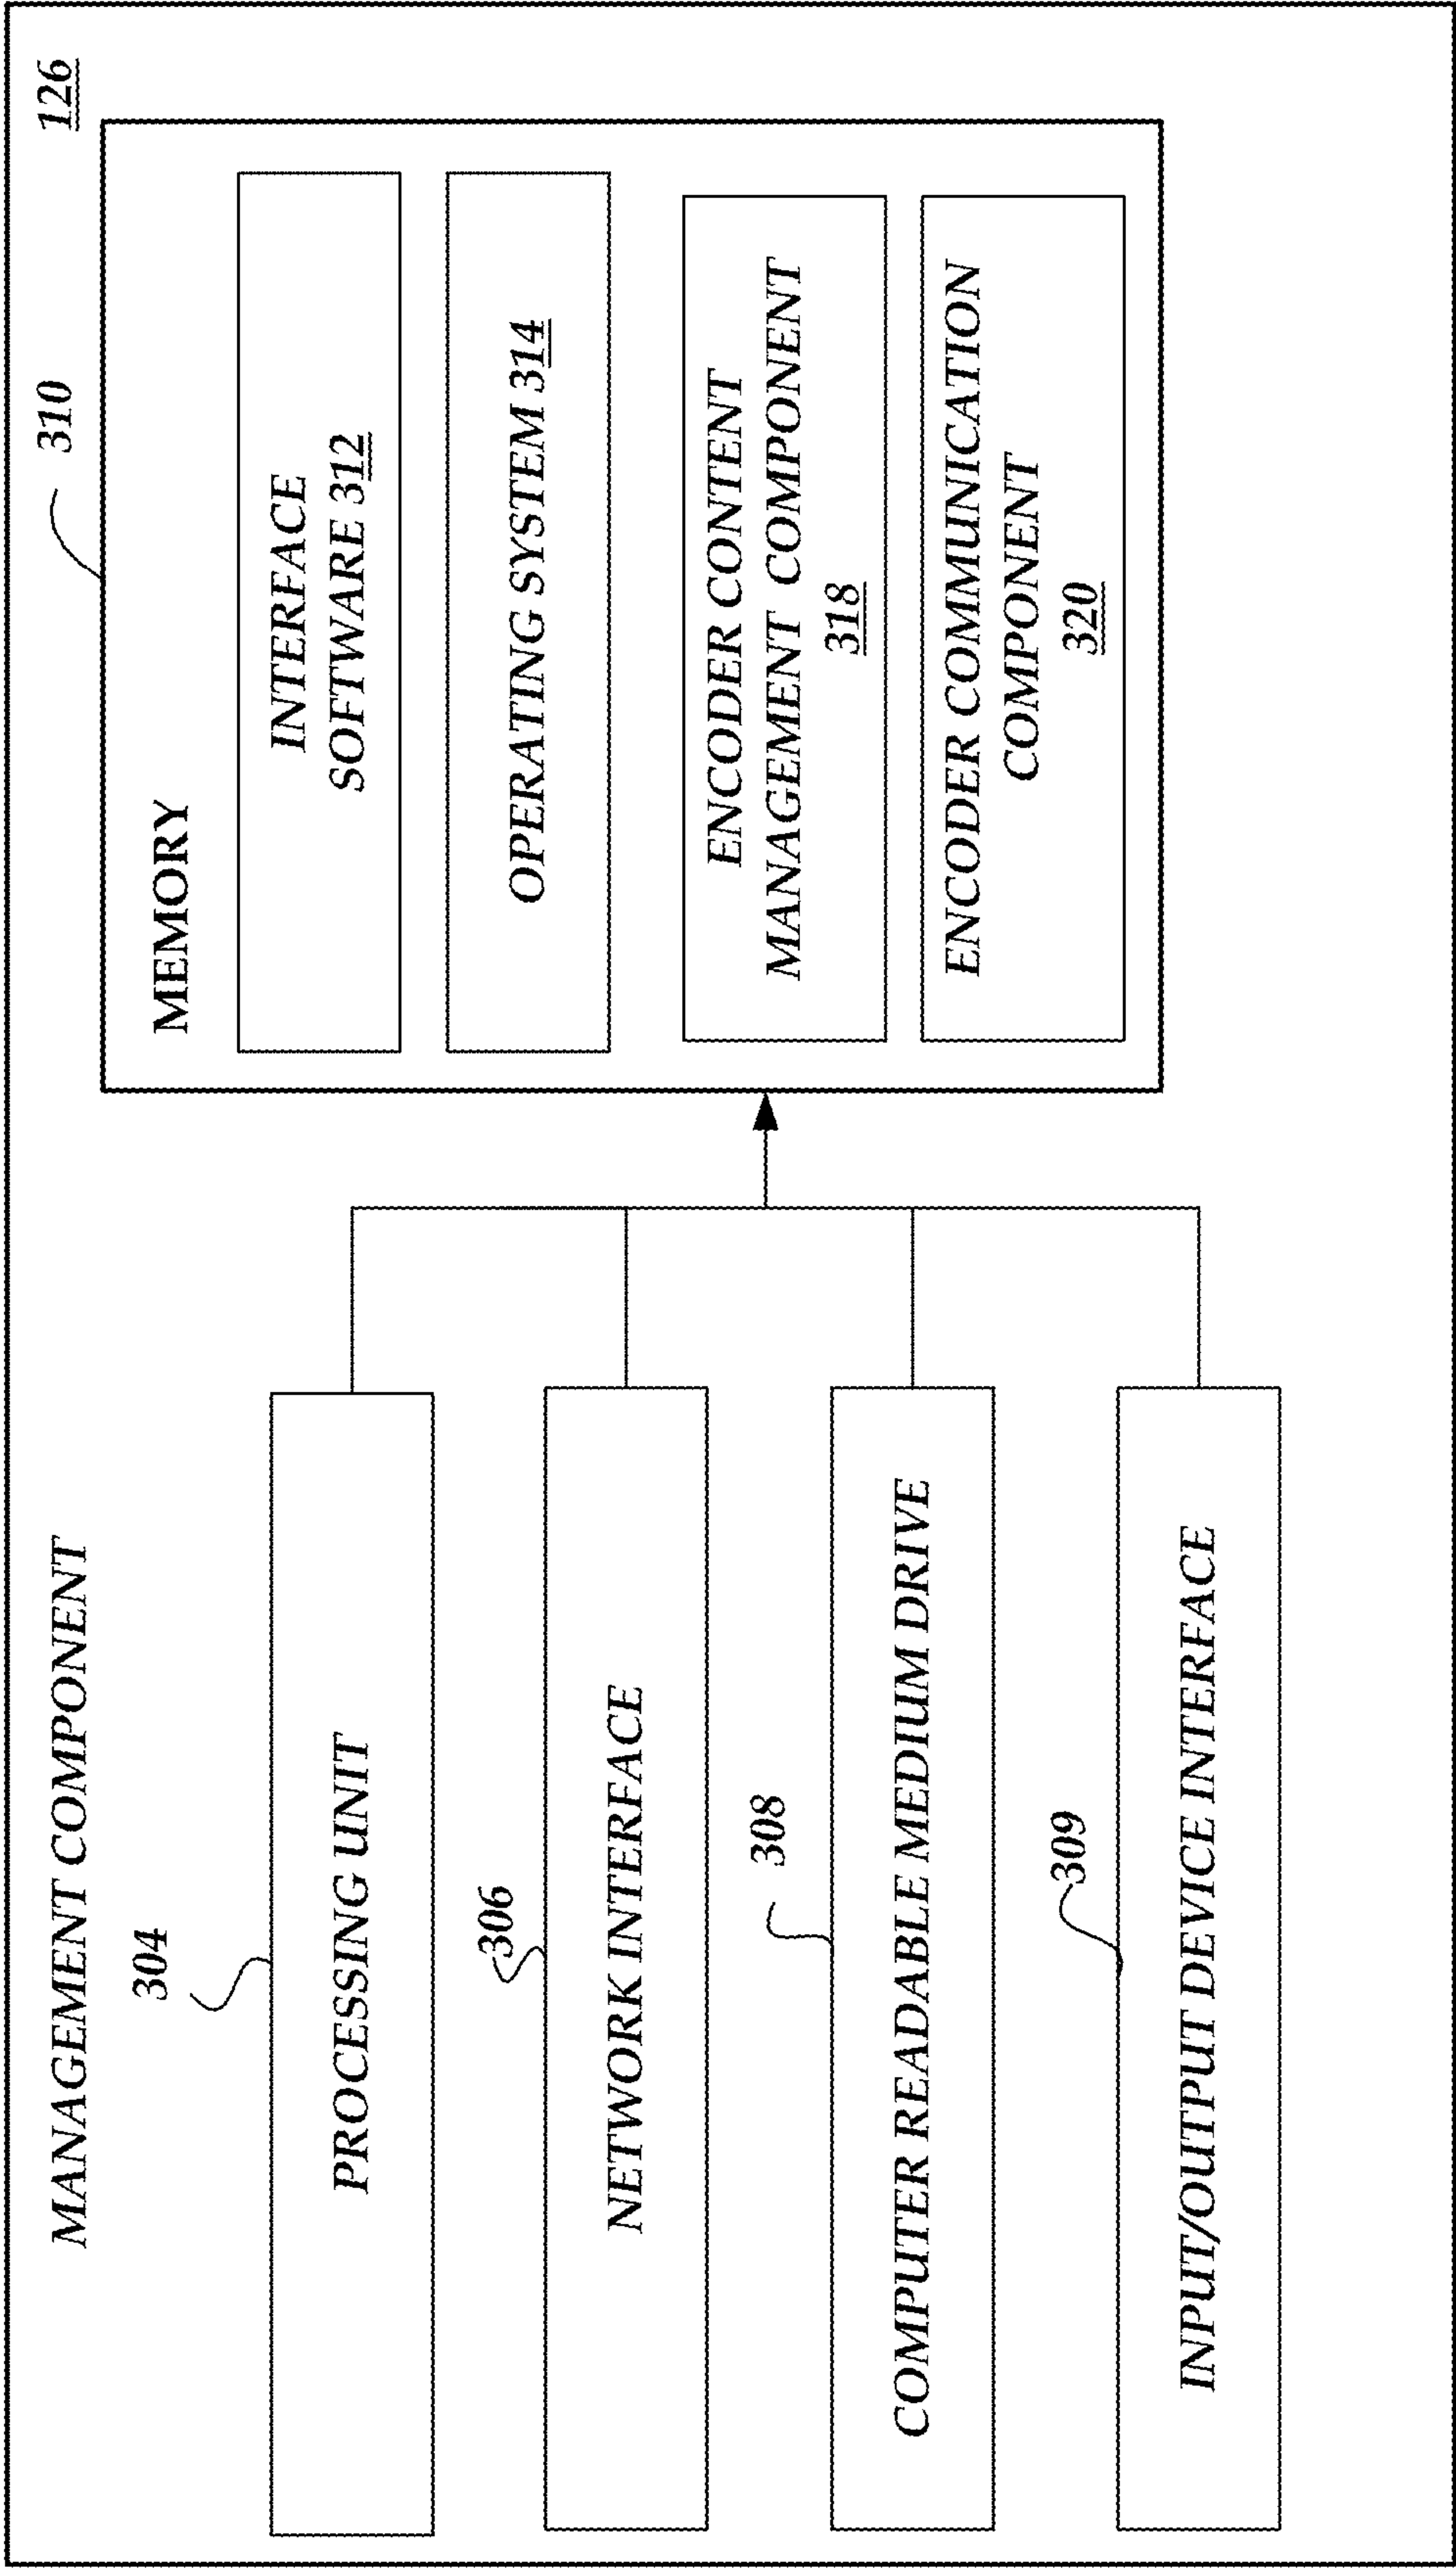 MANAGEMENT COMPONENT
126
304
PROCESSING UNIT
306
NETWORK INTERFACE
308
COMPUTER READABLE MEDIUM DRIVE
309
INPUT/OUTPUT DEVICE INTERFACE
310
MEMORY
INTERFACE
SOFTWARE 312
OPERATING SYSTEM 314
ENCODER CONTENT
MANAGEMENT COMPONENT
318
ENCODER COMMUNICATION
COMPONENT
320